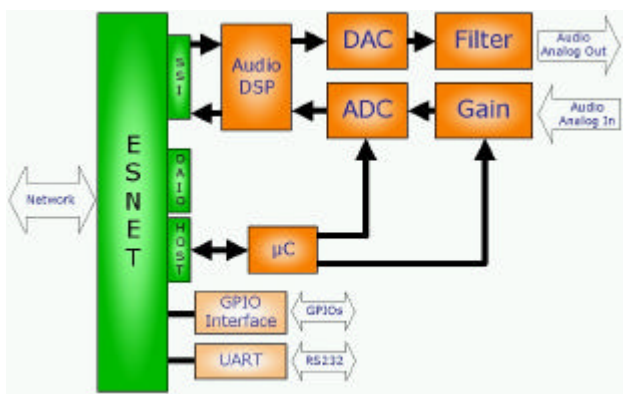 SSI
Audio
DSP
DAC
Filter
Audio
Analog Out
ADC
Gain
Audio
Analog In
ESNET
Network
DAIO
HOST
µC
GPIO
Interface
GPIOs
UART
RS232